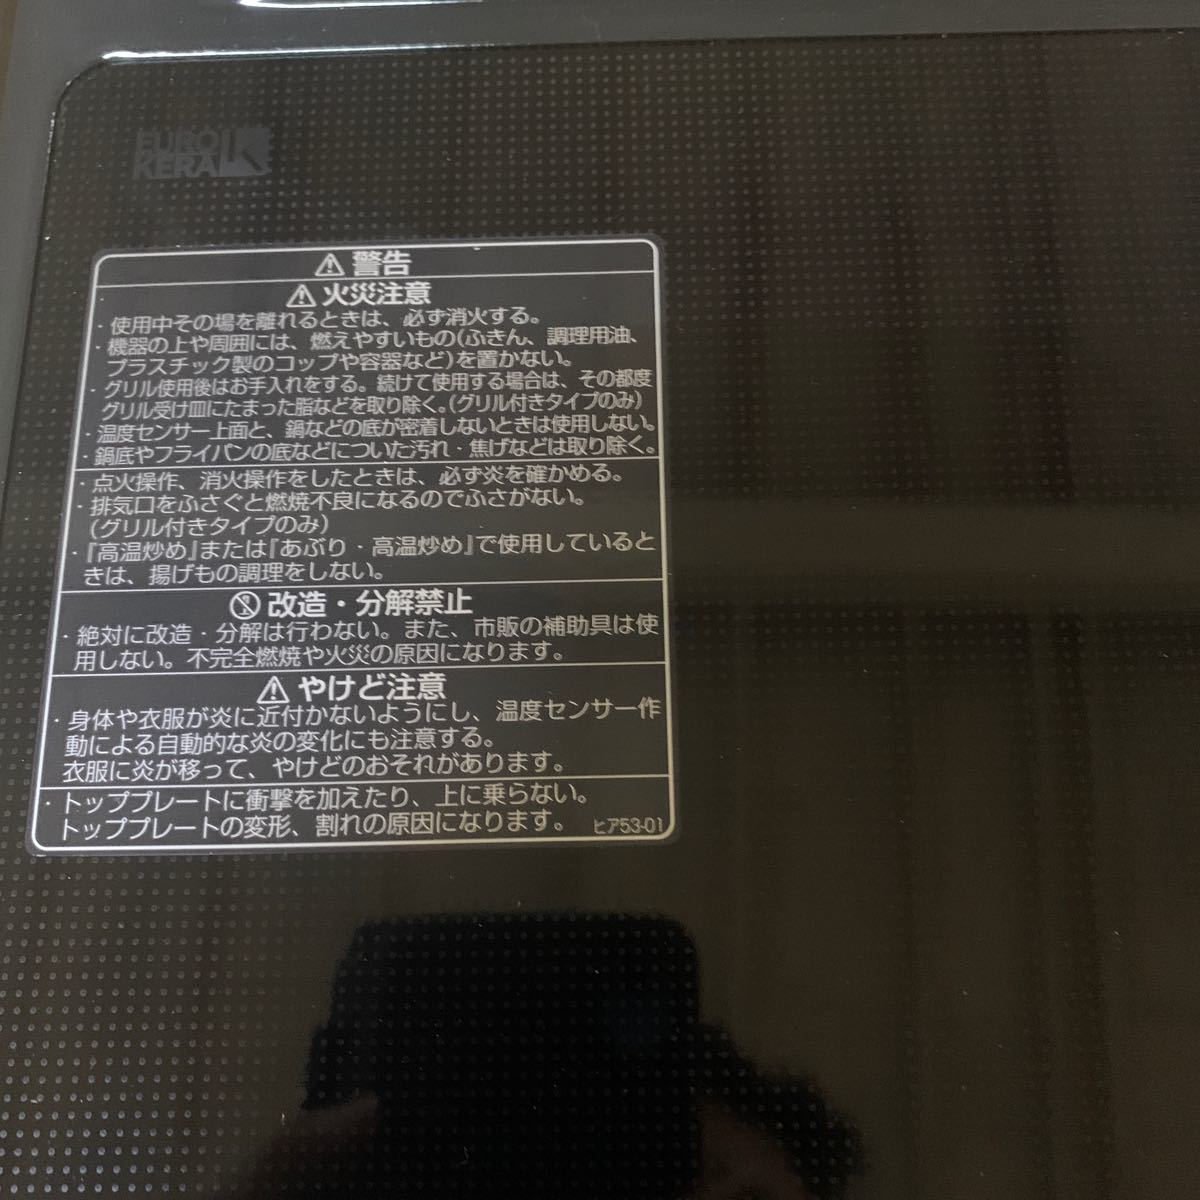 EURO
KERA
⚠警告
⚠火災注意
・使用中その場を離れるときは、必ず消火する。
・機器の上や周囲には、燃えやすいもの(ふきん、調理用油、
プラスチック製のコップや容器など)を置かない。
・グリル使用後はお手入れをする。続けて使用する場合は、その都度
グリル受け皿にたまった脂などを取り除く。(グリル付きタイプのみ)
・温度センサー上面と、鍋などの底が密着しないときは使用しない。
・鍋底やフライパンの底などについた汚れ・焦げなどは取り除く。
・点火操作、消火操作をしたときは、必ず炎を確かめる。
・排気口をふさぐと燃焼不良になるのでふさがない。
(グリル付きタイプのみ)
・『高温炒め』または『あぶり・高温炒め』で使用していると
きは、揚げもの調理をしない。
改造・分解禁止
・絶対に改造・分解は行わない。また、市販の補助具は使
用しない。不完全燃焼や火災の原因になります。
⚠やけど注意
・身体や衣服が炎に近付かないようにし、温度センサー作
動による自動的な炎の変化にも注意する。
衣服に炎が移って、やけどのおそれがあります。
・トッププレートに衝撃を加えたり、上に乗らない。
トッププレートの変形、割れの原因になります。 ヒア53-01